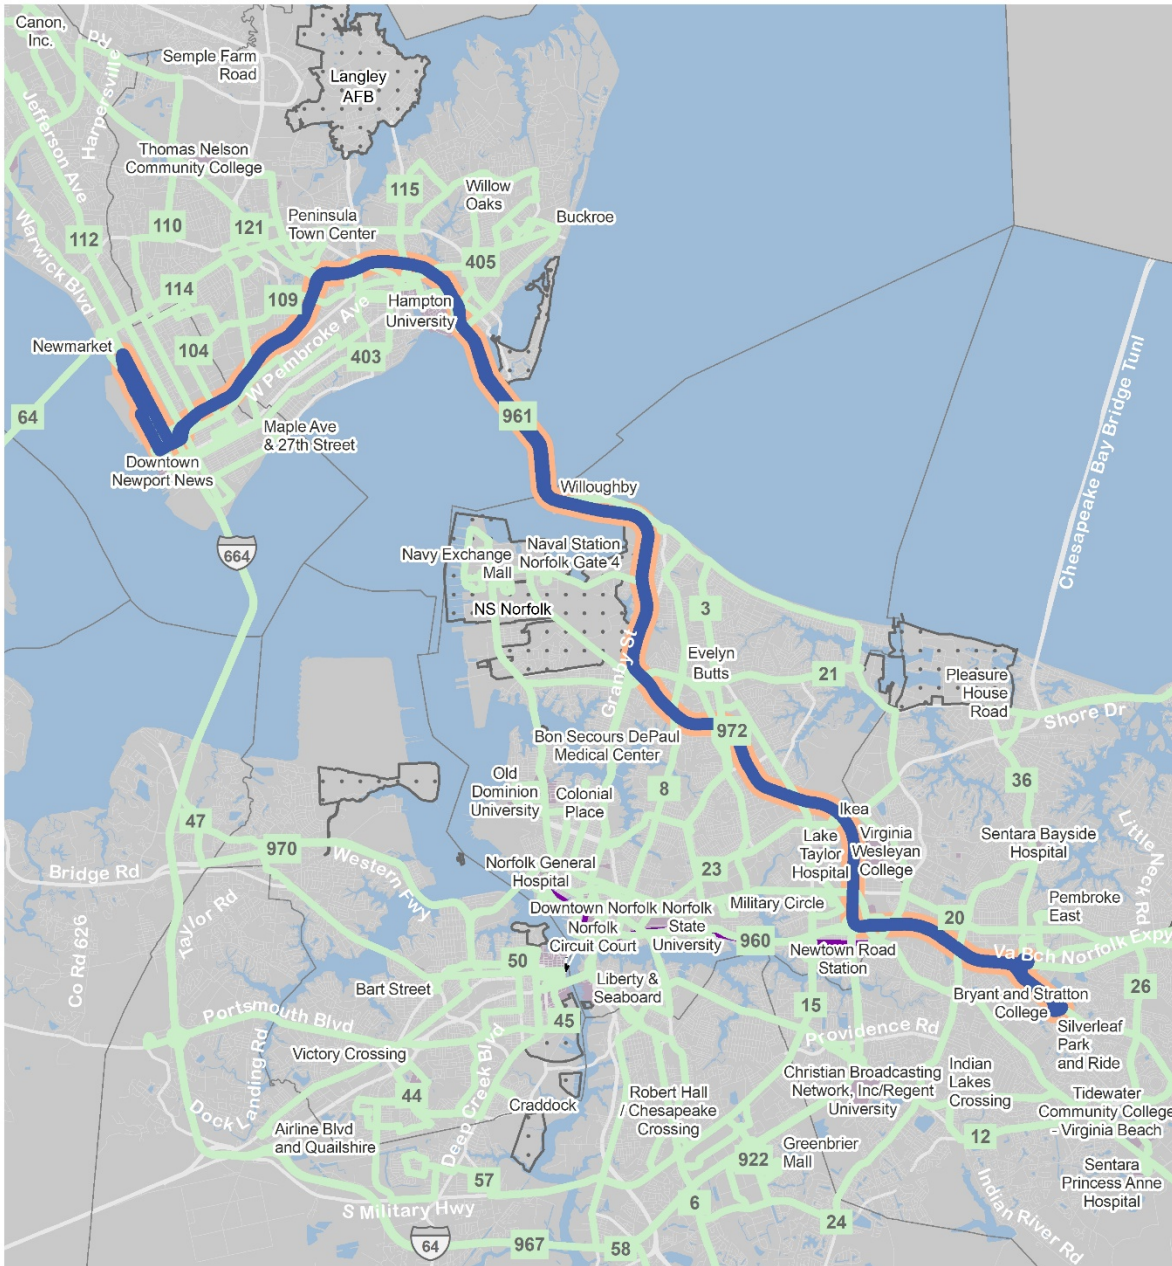 Canon,
Inc.
Rd
Harpersville
Semple Farm
Road
Langley
AFB
Jefferson Ave
Thomas Nelson
Community College
115
Willow
Oaks
Buckroe
110
121
Peninsula
Town Center
112
Warwick Blvd
405
114
109
Hampton
University
Newmarket
104
W Pembroke Ave
403
Chesapeake Bay Bridge Tunl
64
961
Maple Ave
& 27th Street
Downtown
Newport News
Willoughby
664
Navy Exchange
Mall
Naval Station
Norfolk Gate 4
NS Norfolk
3
Granby St
Evelyn
Butts
21
Pleasure
House
Road
Shore Dr
972
Bon Secours DePaul
Medical Center
Old
Dominion
University
Colonial
Place
8
36
Ikea
47
Lake
Taylor
Hospital
Virginia
Wesleyan
College
Sentara Bayside
Hospital
Little Neck Rd
970
Western Fwy
Bridge Rd
Norfolk General
Hospital
23
Taylor Rd
Military Circle
Pembroke
East
Downtown Norfolk
Norfolk
State
University
20
Co Rd 626
Norfolk
Circuit Court
960
Newtown Road
Station
Va Bch Norfolk Expy
50
Bart Street
Liberty &
Seaboard
26
Bryant and Stratton
College
15
Portsmouth Blvd
45
Silverleaf
Park
and Ride
Providence Rd
Victory Crossing
Dock Landing Rd
44
Deep Creek Blvd
Craddock
Robert Hall
/ Chesapeake
Crossing
Christian Broadcasting
Network, Inc/Regent
University
Indian
Lakes
Crossing
Tidewater
Community College
- Virginia Beach
Airline Blvd
and Quailshire
12
Greenbrier
Mall
922
57
Sentara
Princess Anne
Hospital
S Military Hwy
6
24
Indian River Rd
64
967
58